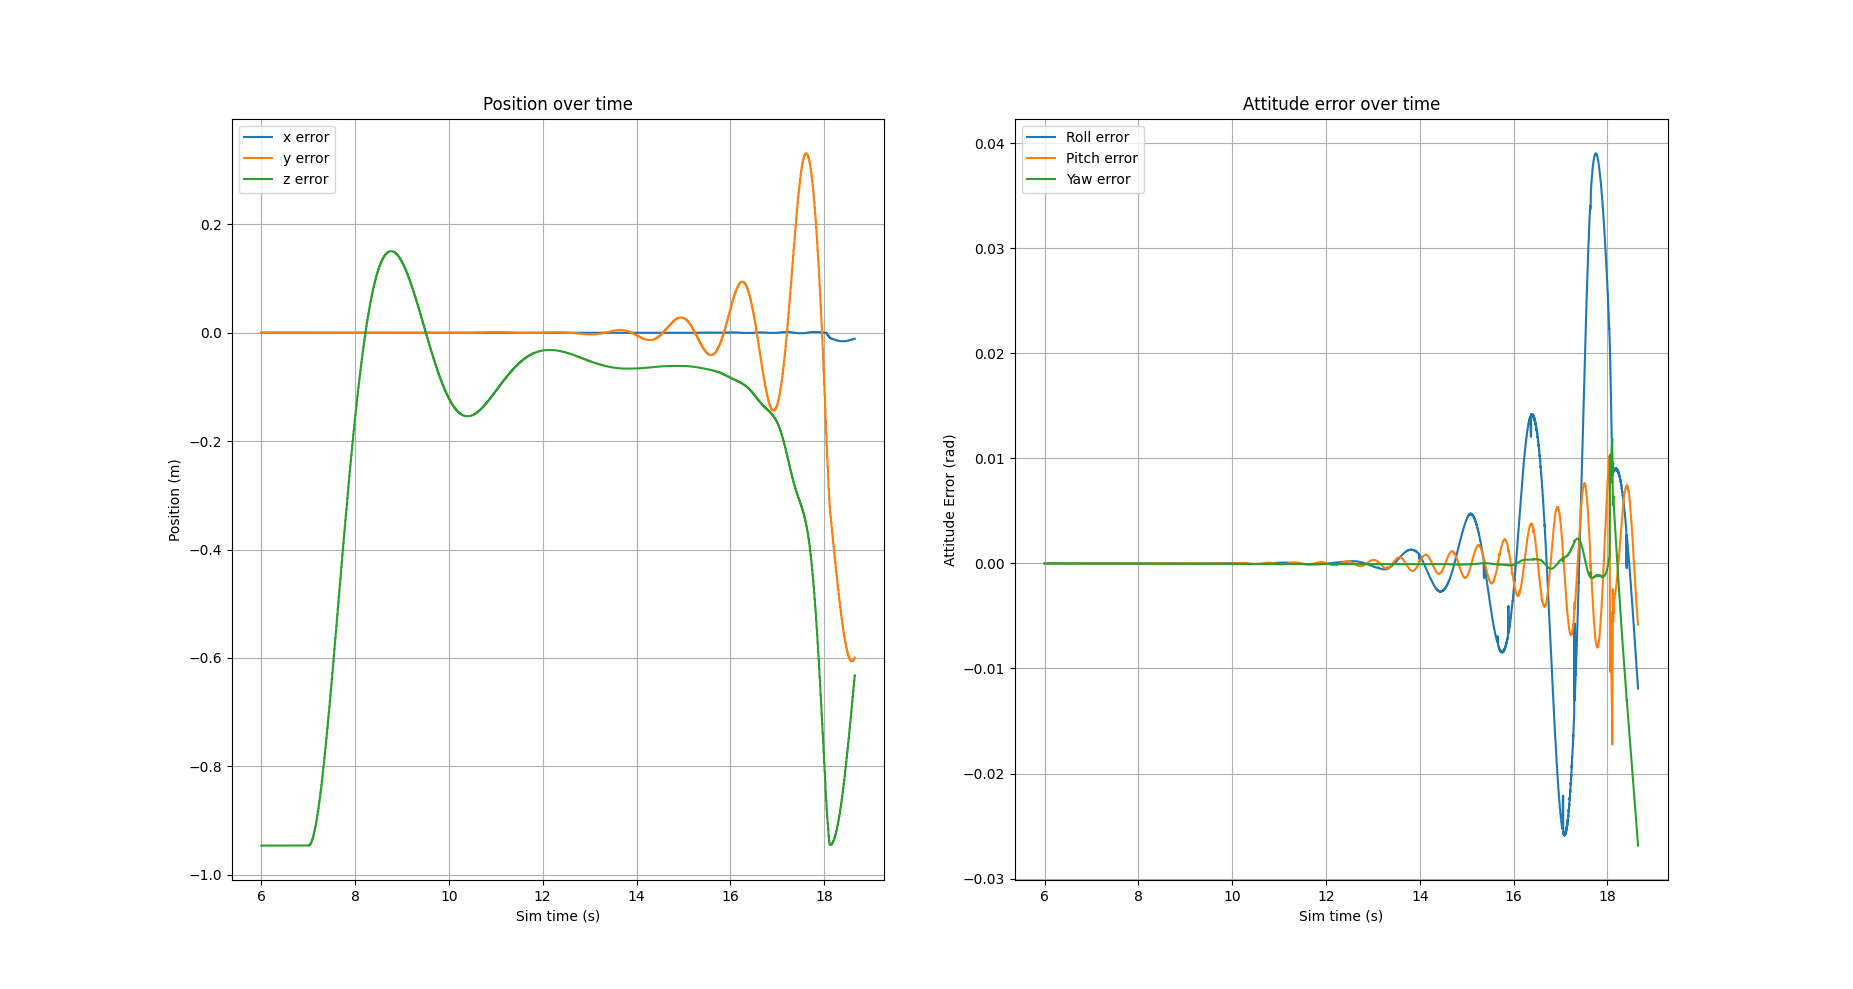 Position over time
x error
y error
z error
0.2
0.0
−0.2
−0.4
−0.6
−0.8
−1.0
Position (m)
6 8 10 12 14 16 18
Sim time (s)
Attitude error over time
Roll error
Pitch error
Yaw error
0.04
0.03
0.02
0.01
0.00
−0.01
−0.02
−0.03
Attitude Error (rad)
6 8 10 12 14 16 18
Sim time (s)